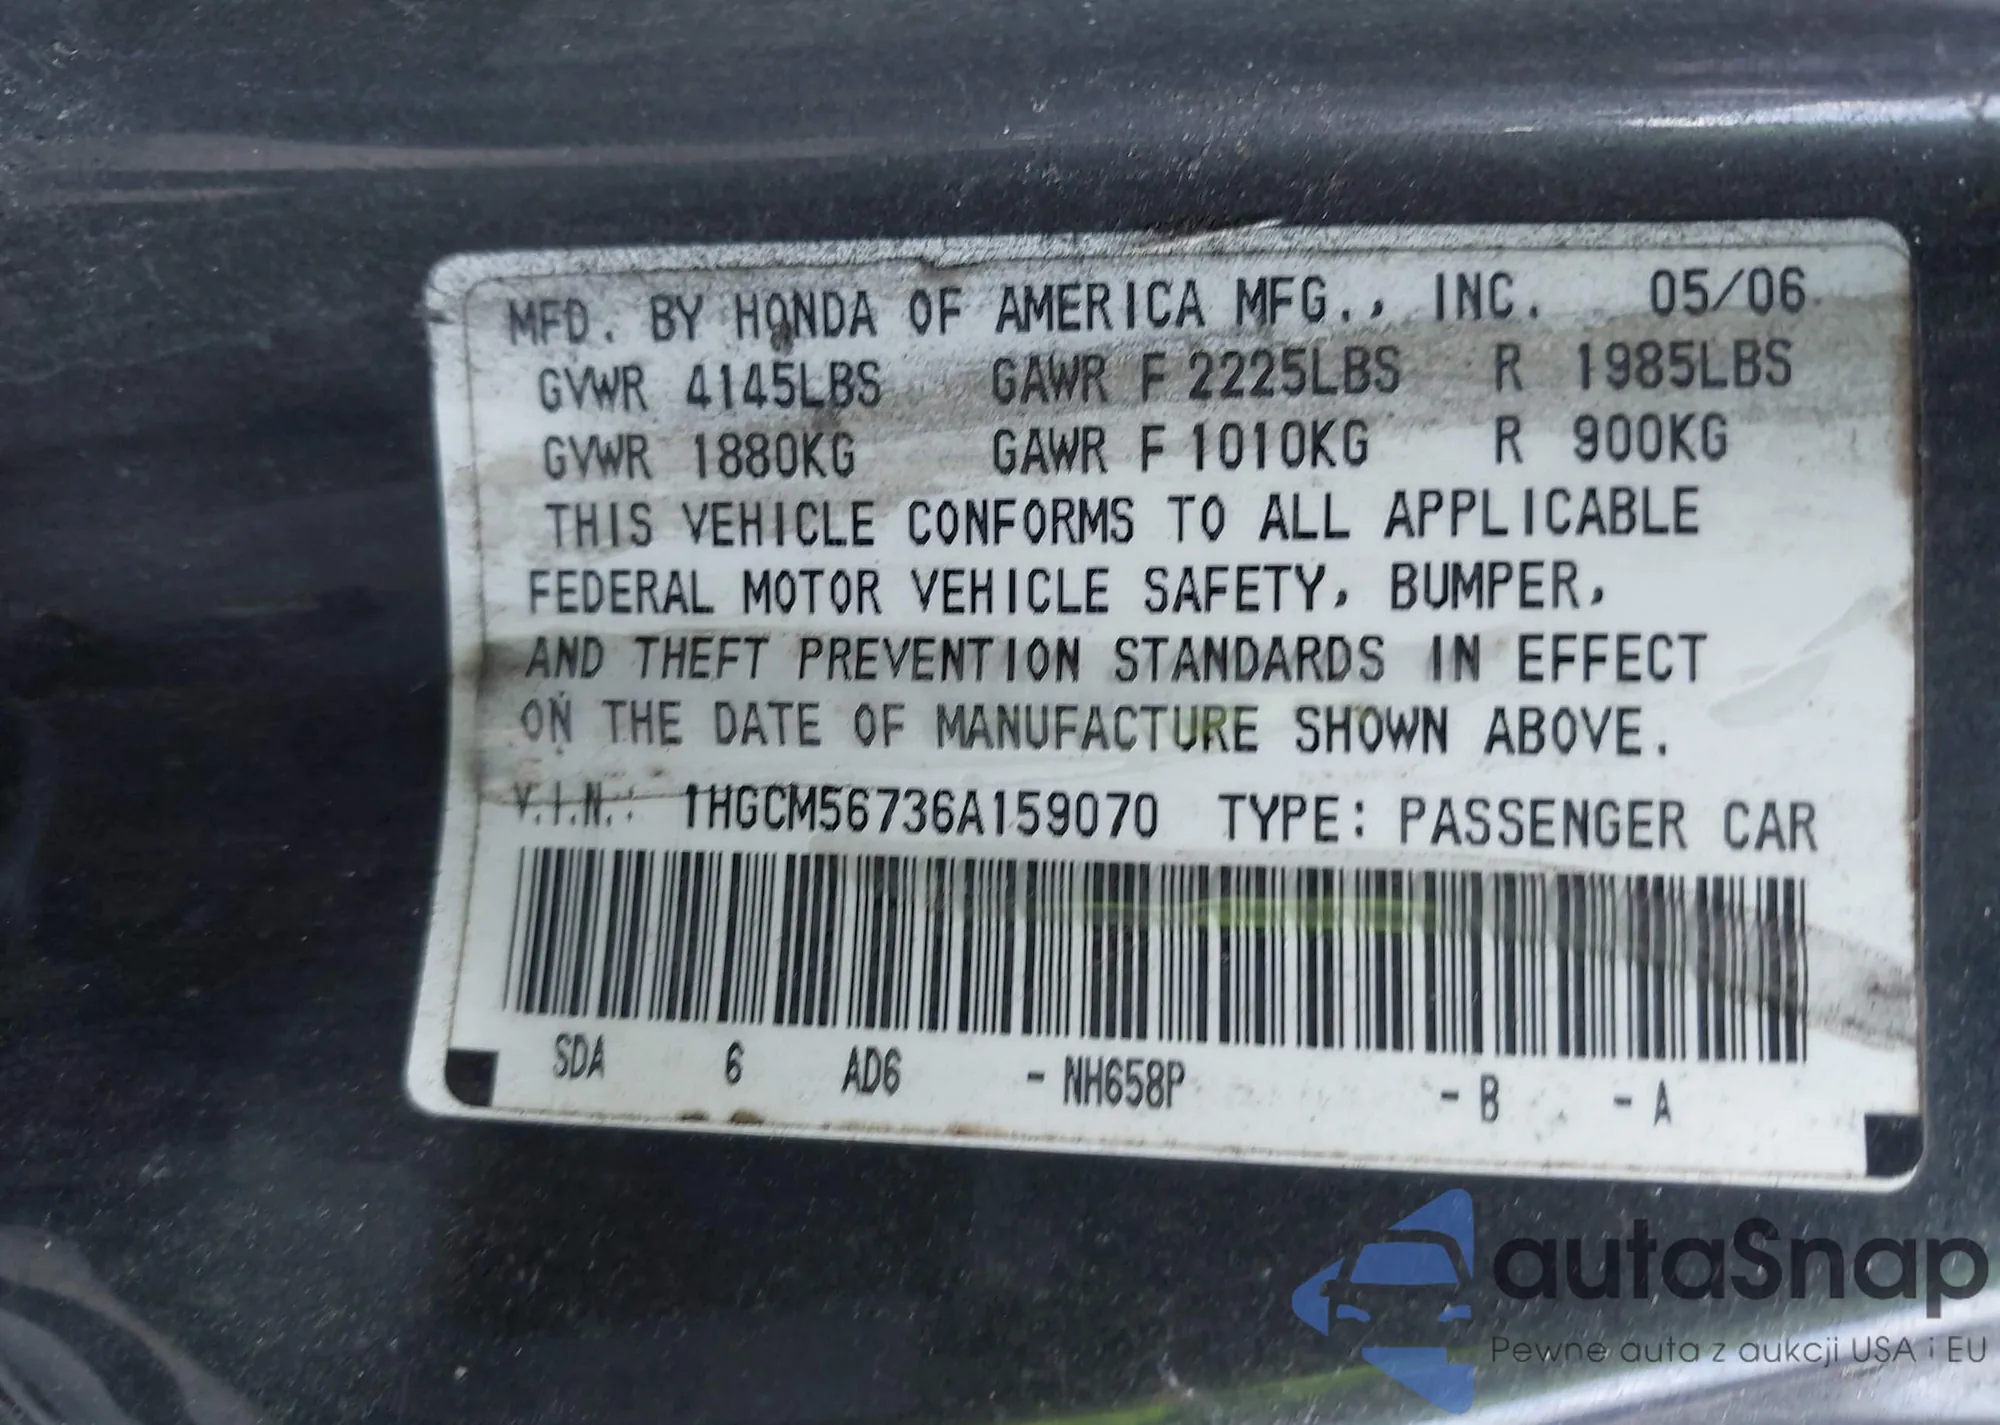 MFD. BY HONDA OF AMERICA MFG., INC. 05/06
GVWR 4145LBS GAWR F 2225LBS R 1985LBS
GVWR 1880KG GAWR F 1010KG R 900KG
THIS VEHICLE CONFORMS TO ALL APPLICABLE
FEDERAL MOTOR VEHICLE SAFETY, BUMPER,
AND THEFT PREVENTION STANDARDS IN EFFECT
ON THE DATE OF MANUFACTURE SHOWN ABOVE.
V.I.N.: 1HGCM56736A159070 TYPE: PASSENGER CAR
SDA 6 AD6 - NH658P - B - A
autaSnap
Pewne auta z aukcji USA i EU